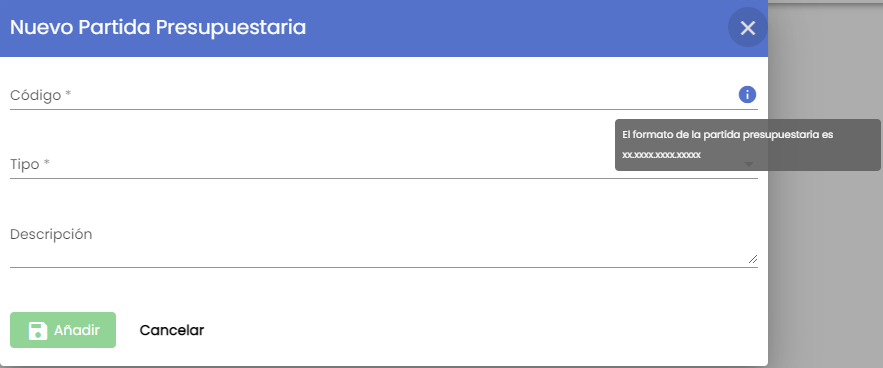 Nuevo Partida Presupuestaria
Código *
El formato de la partida presupuestaria es
xx.xxxx.xxxx.xxxxx
Tipo *
Descripción
Añadir
Cancelar